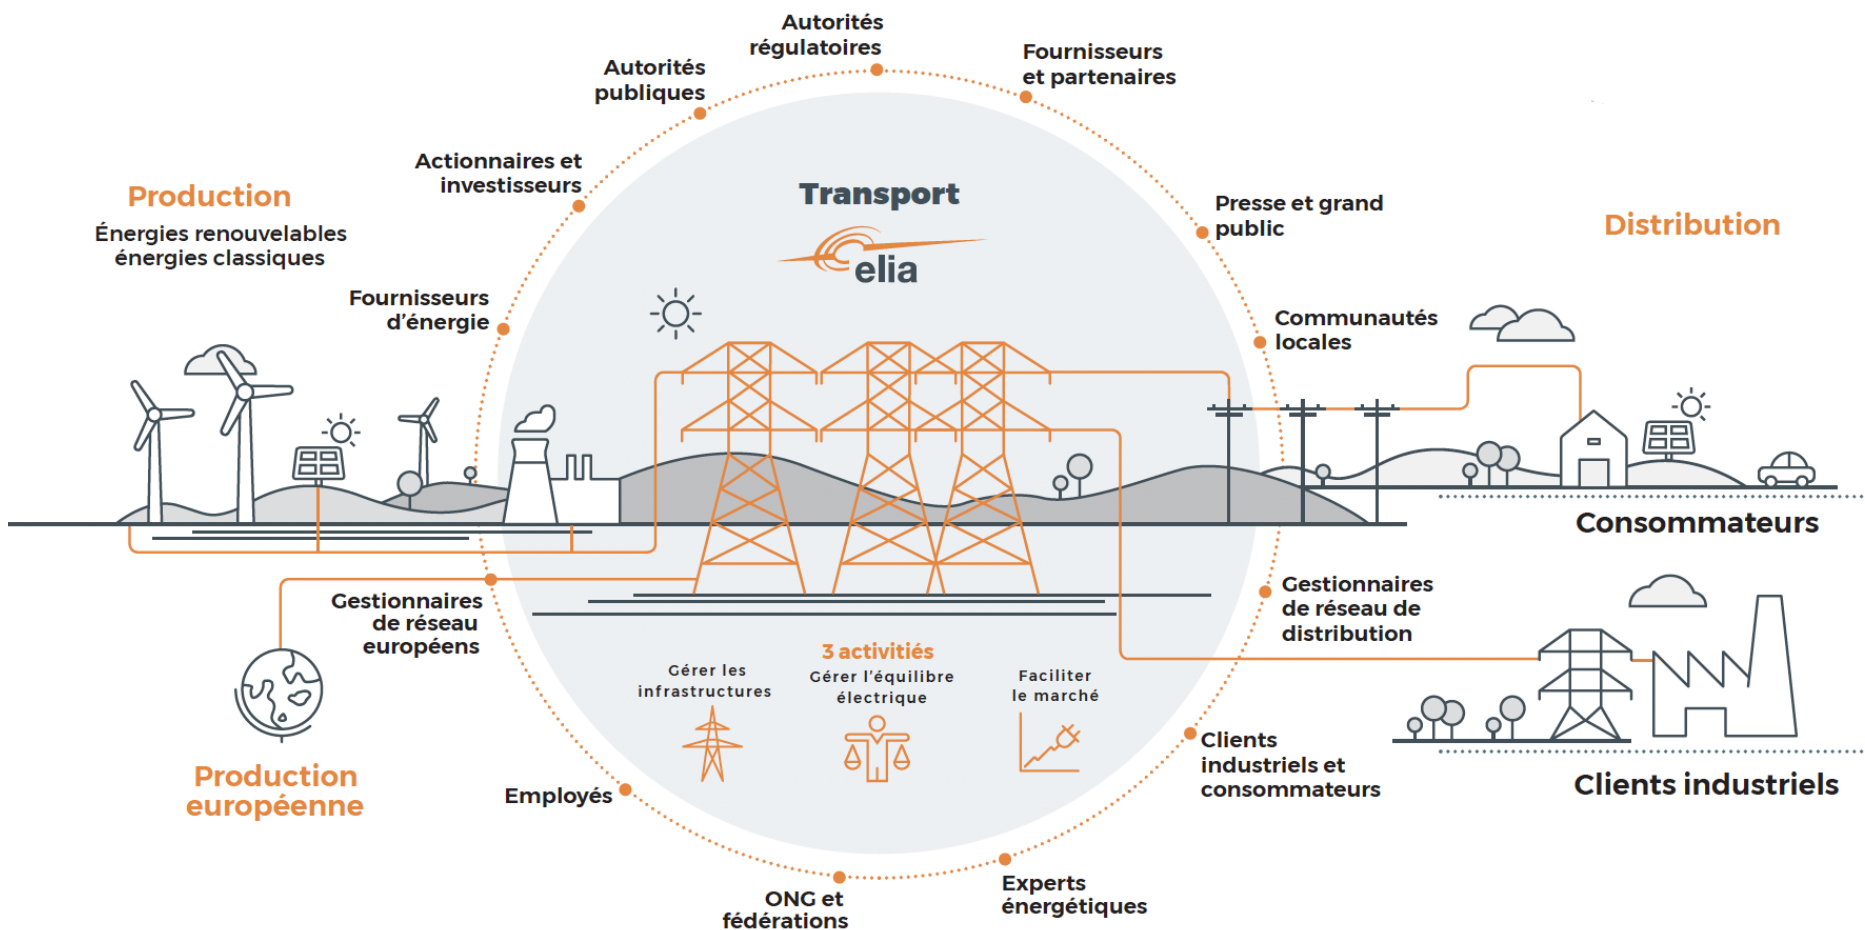 Autorités
régulatoires
Fournisseurs
et partenaires
Autorités
publiques
Actionnaires et
investisseurs
Production
Énergies renouvelables
énergies classiques
Transport
elia
Presse et grand
public
Distribution
Fournisseurs
d'énergie
Communautés
locales
Consommateurs
Gestionnaires
de réseau
européens
Gestionnaires
de réseau de
distribution
3 activitiés
Gérer les
infrastructures
Gérer l'équilibre
électrique
Faciliter
le marché
Production
européenne
Employés
Clients
industriels et
consommateurs
Clients industriels
ONG et
fédérations
Experts
énergétiques